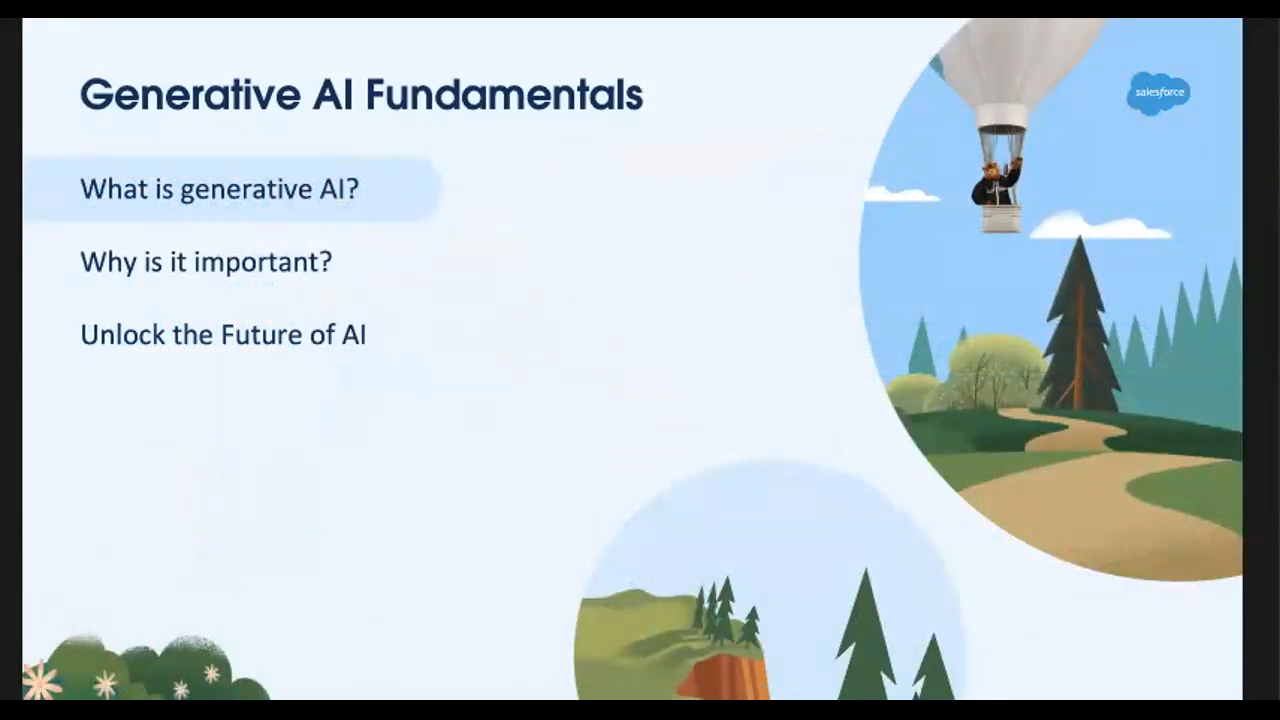 Generative AI Fundamentals
salesforce
What is generative AI?
Why is it important?
Unlock the Future of AI